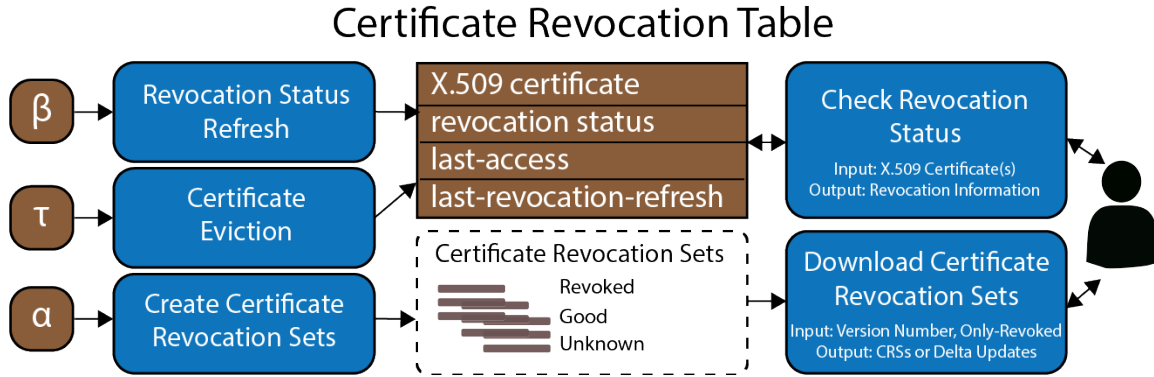 Certificate Revocation Table
β
Revocation Status
Refresh
τ
Certificate
Eviction
α
Create Certificate
Revocation Sets
X.509 certificate
revocation status
last-access
last-revocation-refresh
Certificate Revocation Sets
Revoked
Good
Unknown
Check Revocation
Status
Input: X.509 Certificate(s)
Output: Revocation Information
Download Certificate
Revocation Sets
Input: Version Number, Only-Revoked
Output: CRSs or Delta Updates